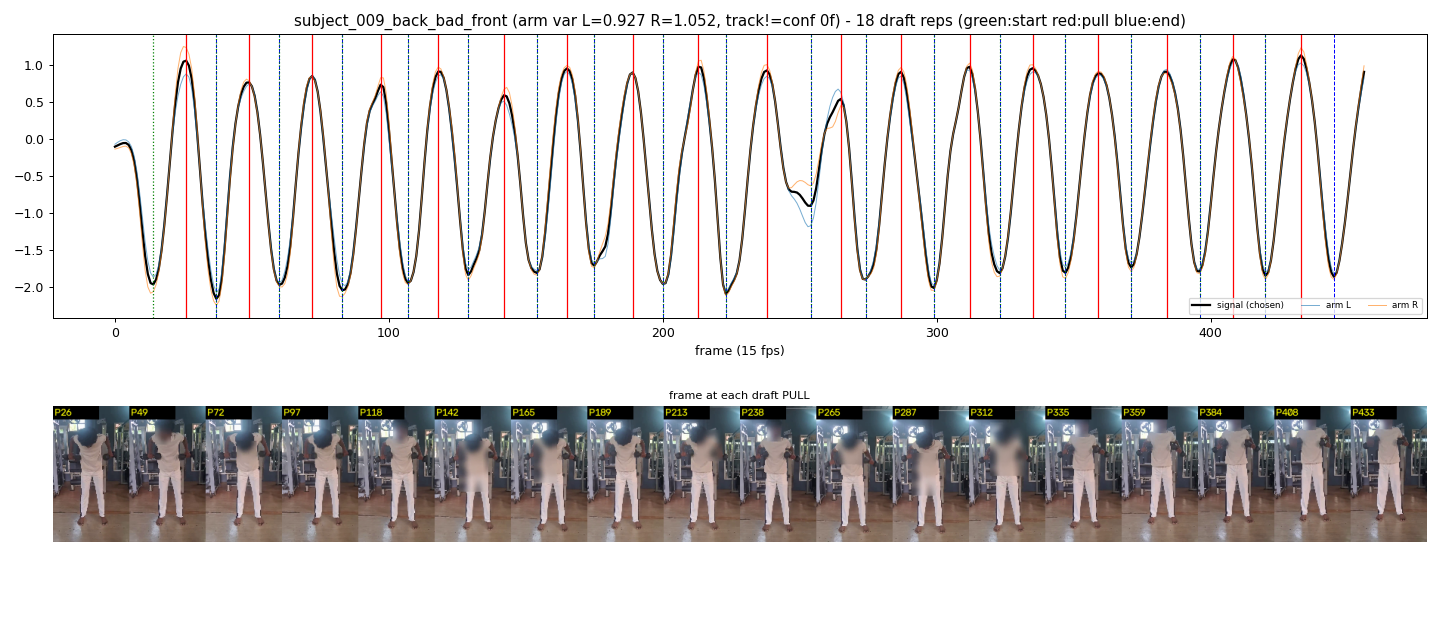 subject_009_back_bad_front (arm var L=0.927 R=1.052, track!=conf 0f) - 18 draft reps (green:start red:pull blue:end)
1.0
0.5
0.0
−0.5
−1.0
−1.5
−2.0
signal (chosen) arm L arm R
0 100 200 300 400
frame (15 fps)
frame at each draft PULL
P26 P49 P72 P97 P118 P142 P165 P189 P213 P238 P265 P287 P312 P335 P359 P384 P408 P433